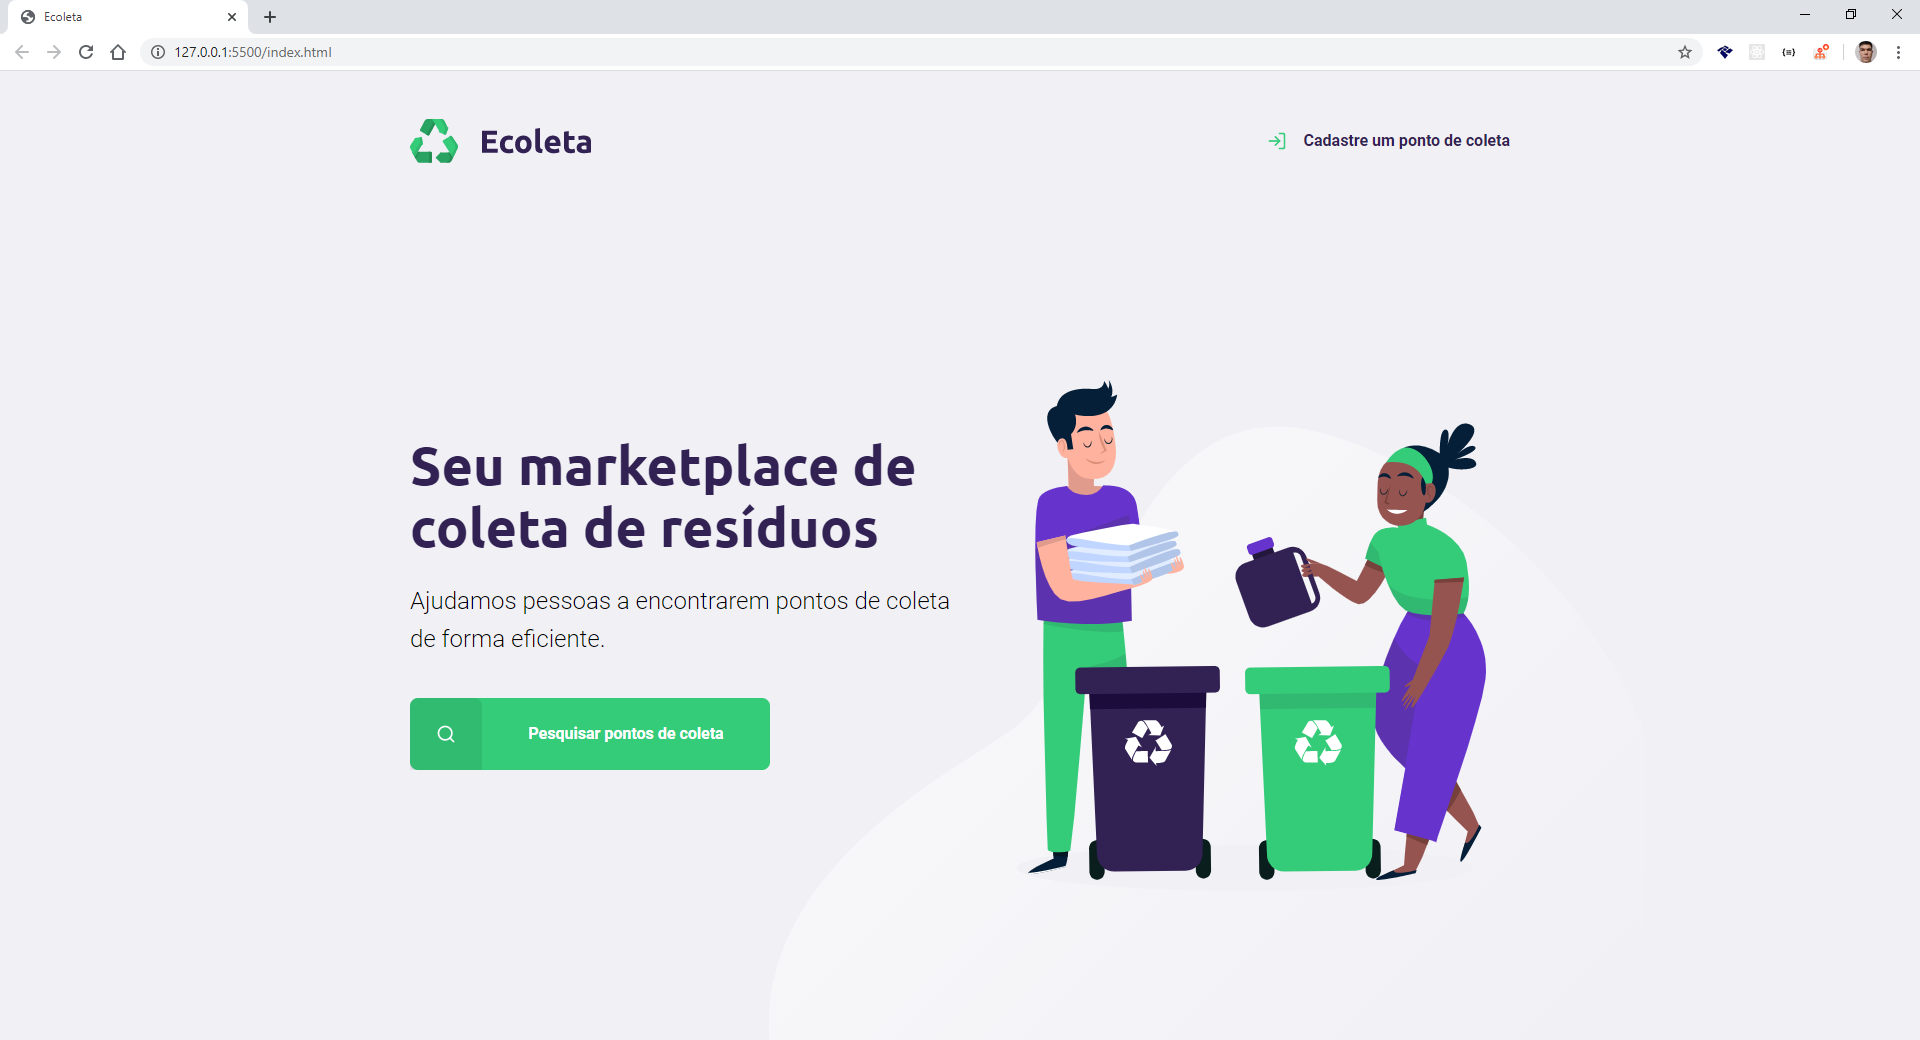 Ecoleta
127.0.0.1:5500/index.html
Ecoleta
Cadastre um ponto de coleta
Seu marketplace de
coleta de resíduos
Ajudamos pessoas a encontrarem pontos de coleta
de forma eficiente.
Pesquisar pontos de coleta